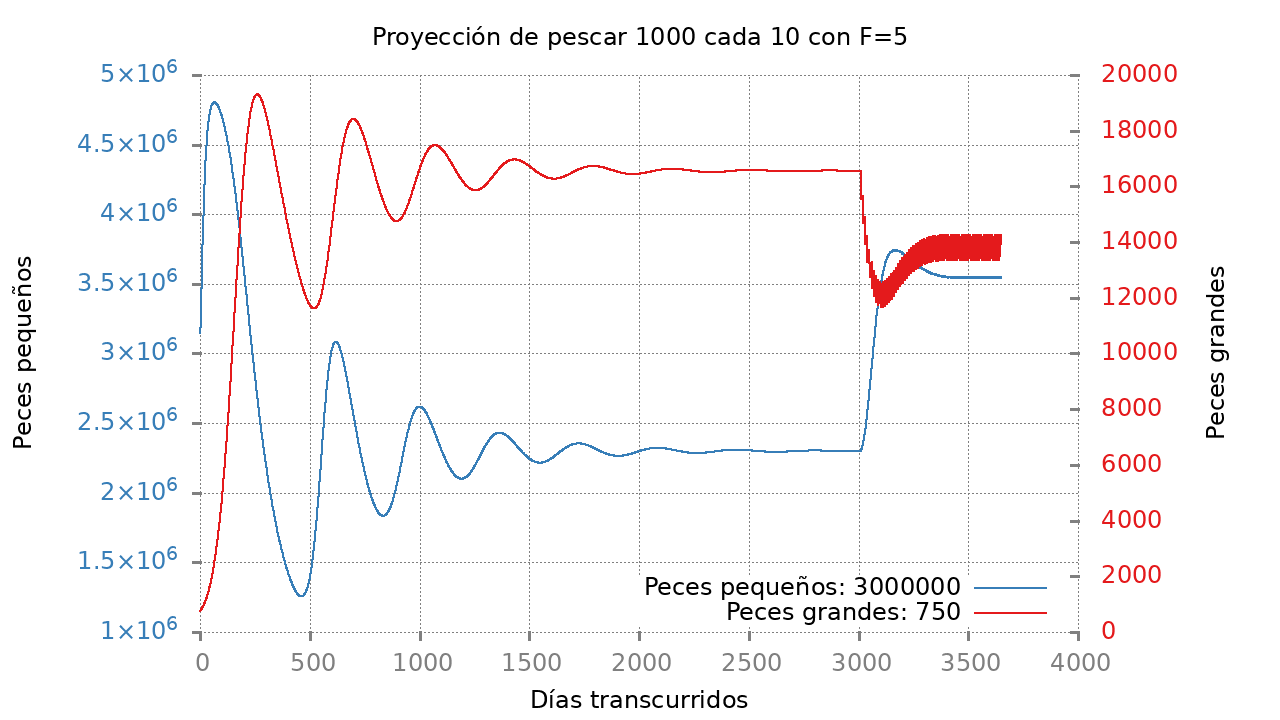 Proyección de pescar 1000 cada 10 con F=5
Peces pequeños
5×10⁶
4.5×10⁶
4×10⁶
3.5×10⁶
3×10⁶
2.5×10⁶
2×10⁶
1.5×10⁶
1×10⁶
20000
18000
16000
14000
12000
10000
8000
6000
4000
2000
0
Peces grandes
Peces pequeños: 3000000
Peces grandes: 750
0 500 1000 1500 2000 2500 3000 3500 4000
Días transcurridos